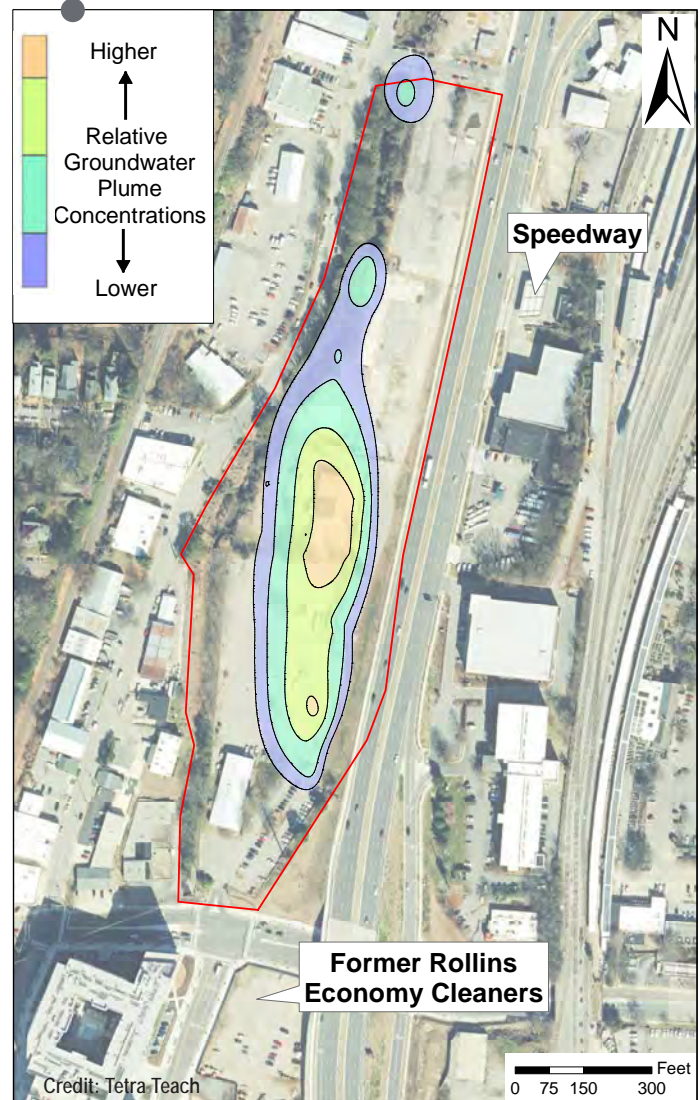 Higher
Relative
Groundwater
Plume
Concentrations
Lower
N
Speedway
Former Rollins
Economy Cleaners
Credit: Tetra Teach
Feet
0 75 150 300